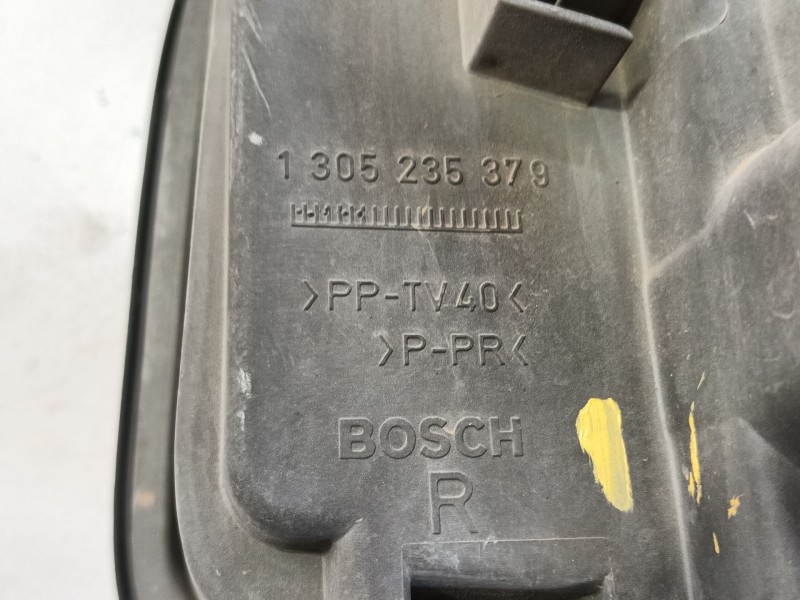 1 305 235 379
>PP-TV40<
>P-PR<
BOSCH
R